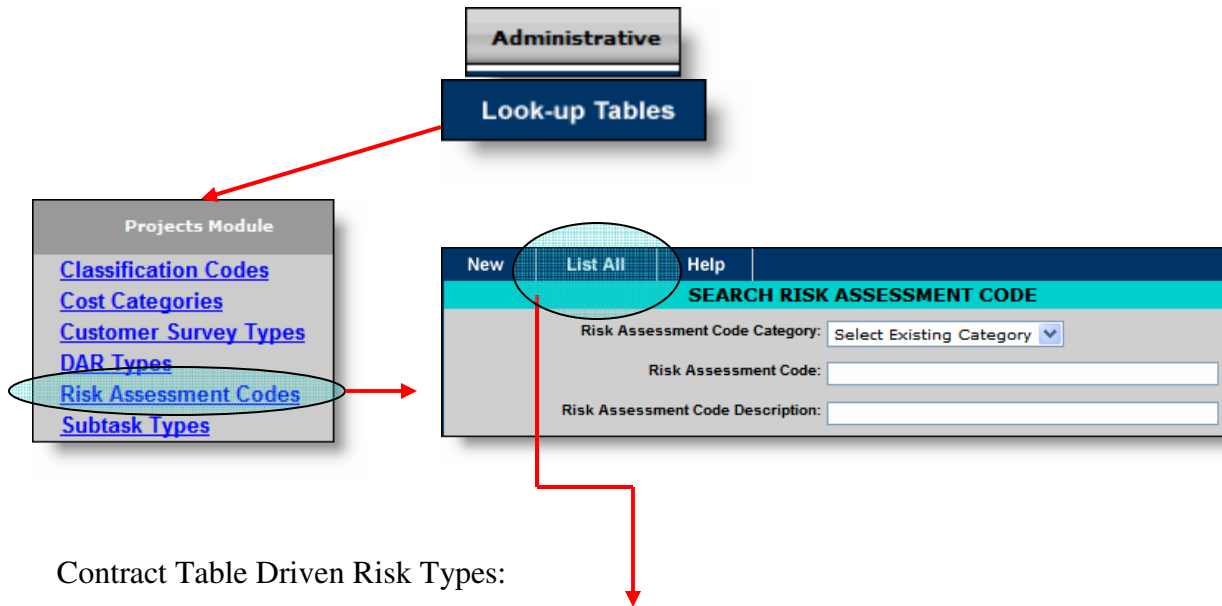 Administrative
Look-up Tables
Projects Module
Classification Codes
Cost Categories
Customer Survey Types
DAR Types
Risk Assessment Codes
Subtask Types
New List All Help
SEARCH RISK ASSESSMENT CODE
Risk Assessment Code Category: Select Existing Category
Risk Assessment Code:
Risk Assessment Code Description:
Contract Table Driven Risk Types: